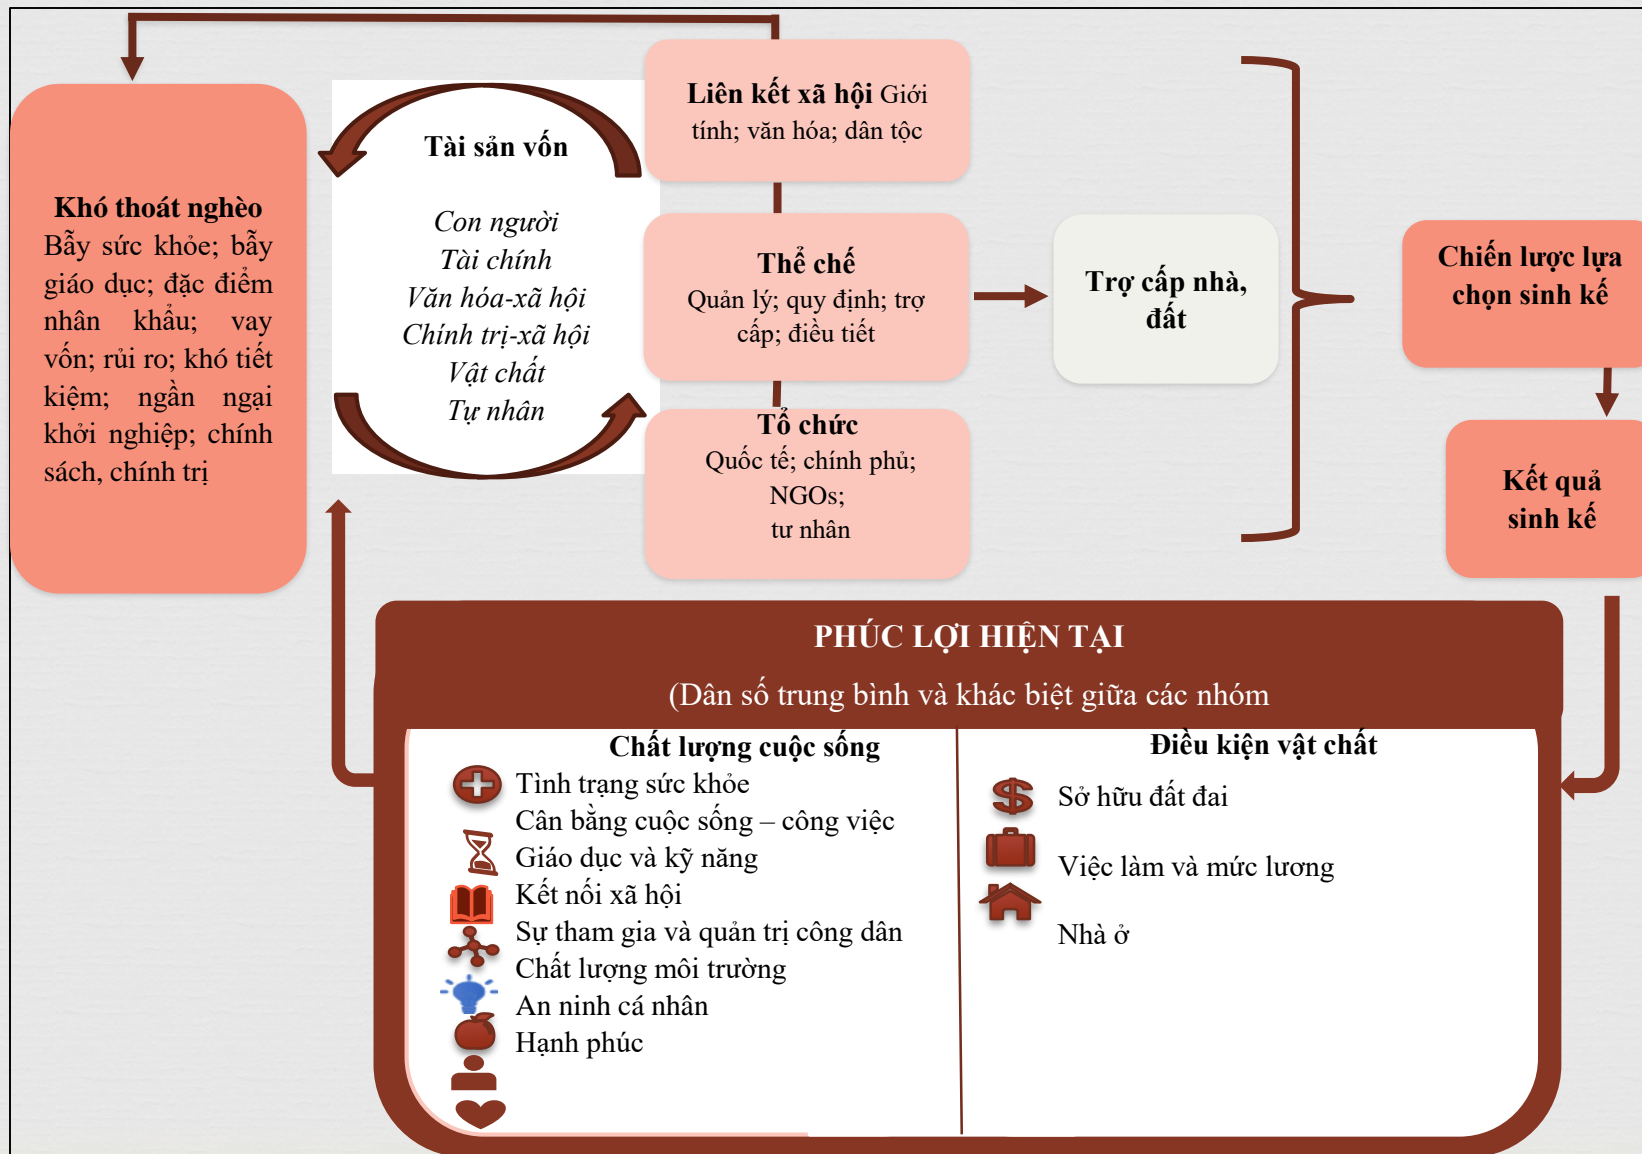 Khó thoát nghèo
Bẫy sức khỏe; bẫy
giáo dục; đặc điểm
nhân khẩu; vay
vốn; rủi ro; khó tiết
kiệm; ngần ngại
khởi nghiệp; chính
sách, chính trị
Tài sản vốn
Con người
Tài chính
Văn hóa-xã hội
Chính trị-xã hội
Vật chất
Tự nhiên
Liên kết xã hội Giới
tính; văn hóa; dân tộc
Thể chế
Quản lý; quy định; trợ
cấp; điều tiết
Tổ chức
Quốc tế; chính phủ;
NGOs;
tư nhân
Trợ cấp nhà,
đất
Chiến lược lựa
chọn sinh kế
Kết quả
sinh kế
PHÚC LỢI HIỆN TẠI
(Dân số trung bình và khác biệt giữa các nhóm
Chất lượng cuộc sống
Tình trạng sức khỏe
Cân bằng cuộc sống – công việc
Giáo dục và kỹ năng
Kết nối xã hội
Sự tham gia và quản trị công dân
Chất lượng môi trường
An ninh cá nhân
Hạnh phúc
Điều kiện vật chất
Sở hữu đất đai
Việc làm và mức lương
Nhà ở